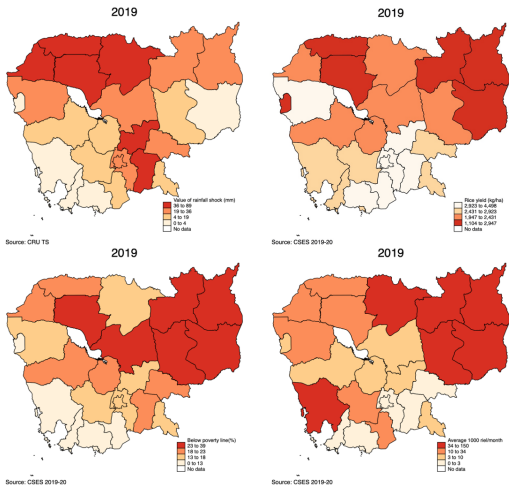 2019
Value of rainfall shock (mm)
36 to 89
19 to 36
4 to 19
0 to 4
No data
Source: CRU TS
2019
Rice yield (kg/ha)
2,923 to 4,498
2,431 to 2,923
1,947 to 2,431
1,104 to 2,947
No data
Source: CSES 2019-20
2019
Below poverty line(%)
23 to 39
18 to 23
13 to 18
0 to 13
No data
Source: CSES 2019-20
2019
Average 1000 riel/month
34 to 150
10 to 34
3 to 10
0 to 3
No data
Source: CSES 2019-20